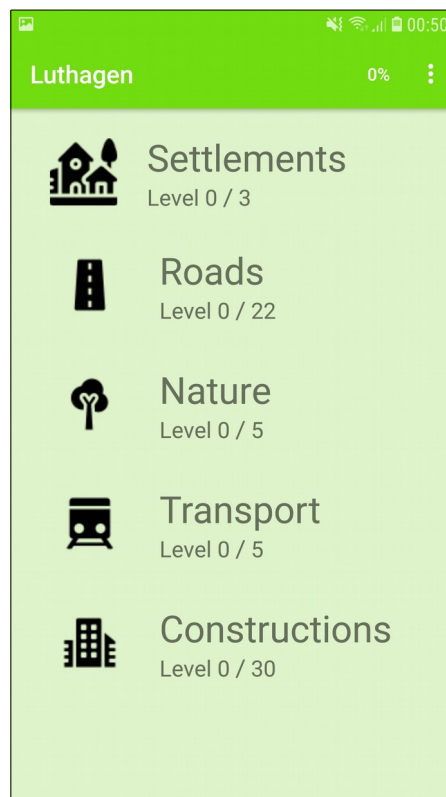 00:50
Luthagen 0%
Settlements
Level 0 / 3
Roads
Level 0 / 22
Nature
Level 0 / 5
Transport
Level 0 / 5
Constructions
Level 0 / 30